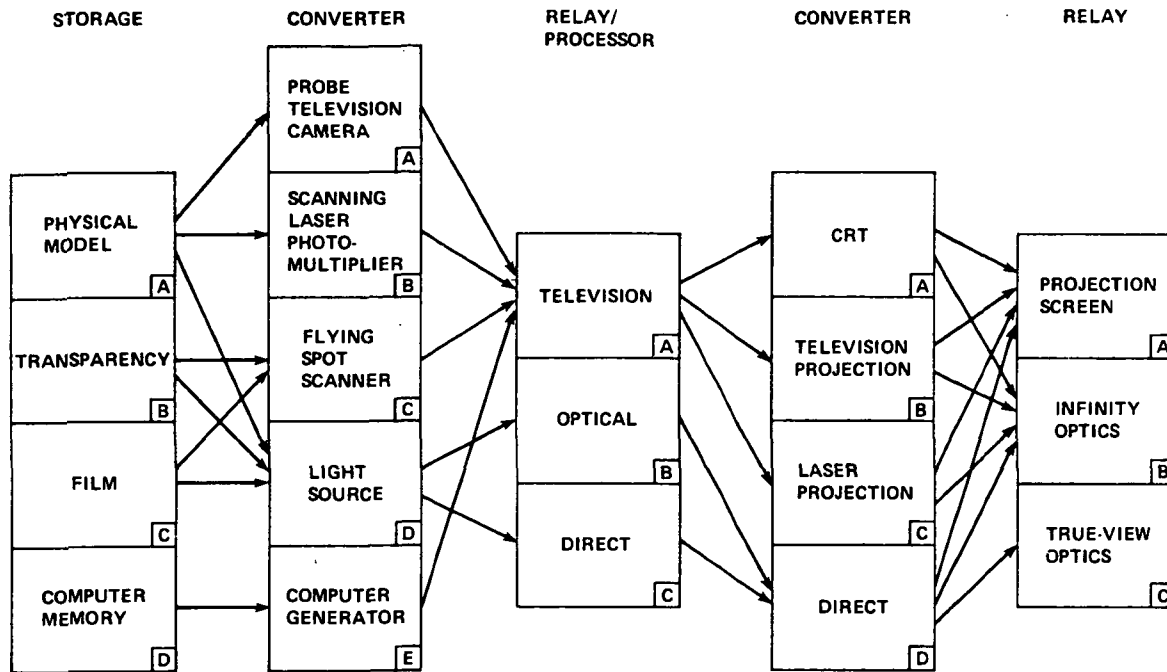 STORAGE
CONVERTER
RELAY/
PROCESSOR
CONVERTER
RELAY
PHYSICAL
MODEL
A
TRANSPARENCY
B
FILM
C
COMPUTER
MEMORY
D
PROBE
TELEVISION
CAMERA
A
SCANNING
LASER
PHOTO-
MULTIPLIER
B
FLYING
SPOT
SCANNER
C
LIGHT
SOURCE
D
COMPUTER
GENERATOR
E
TELEVISION
A
OPTICAL
B
DIRECT
C
CRT
A
TELEVISION
PROJECTION
B
LASER
PROJECTION
C
DIRECT
D
PROJECTION
SCREEN
A
INFINITY
OPTICS
B
TRUE-VIEW
OPTICS
C